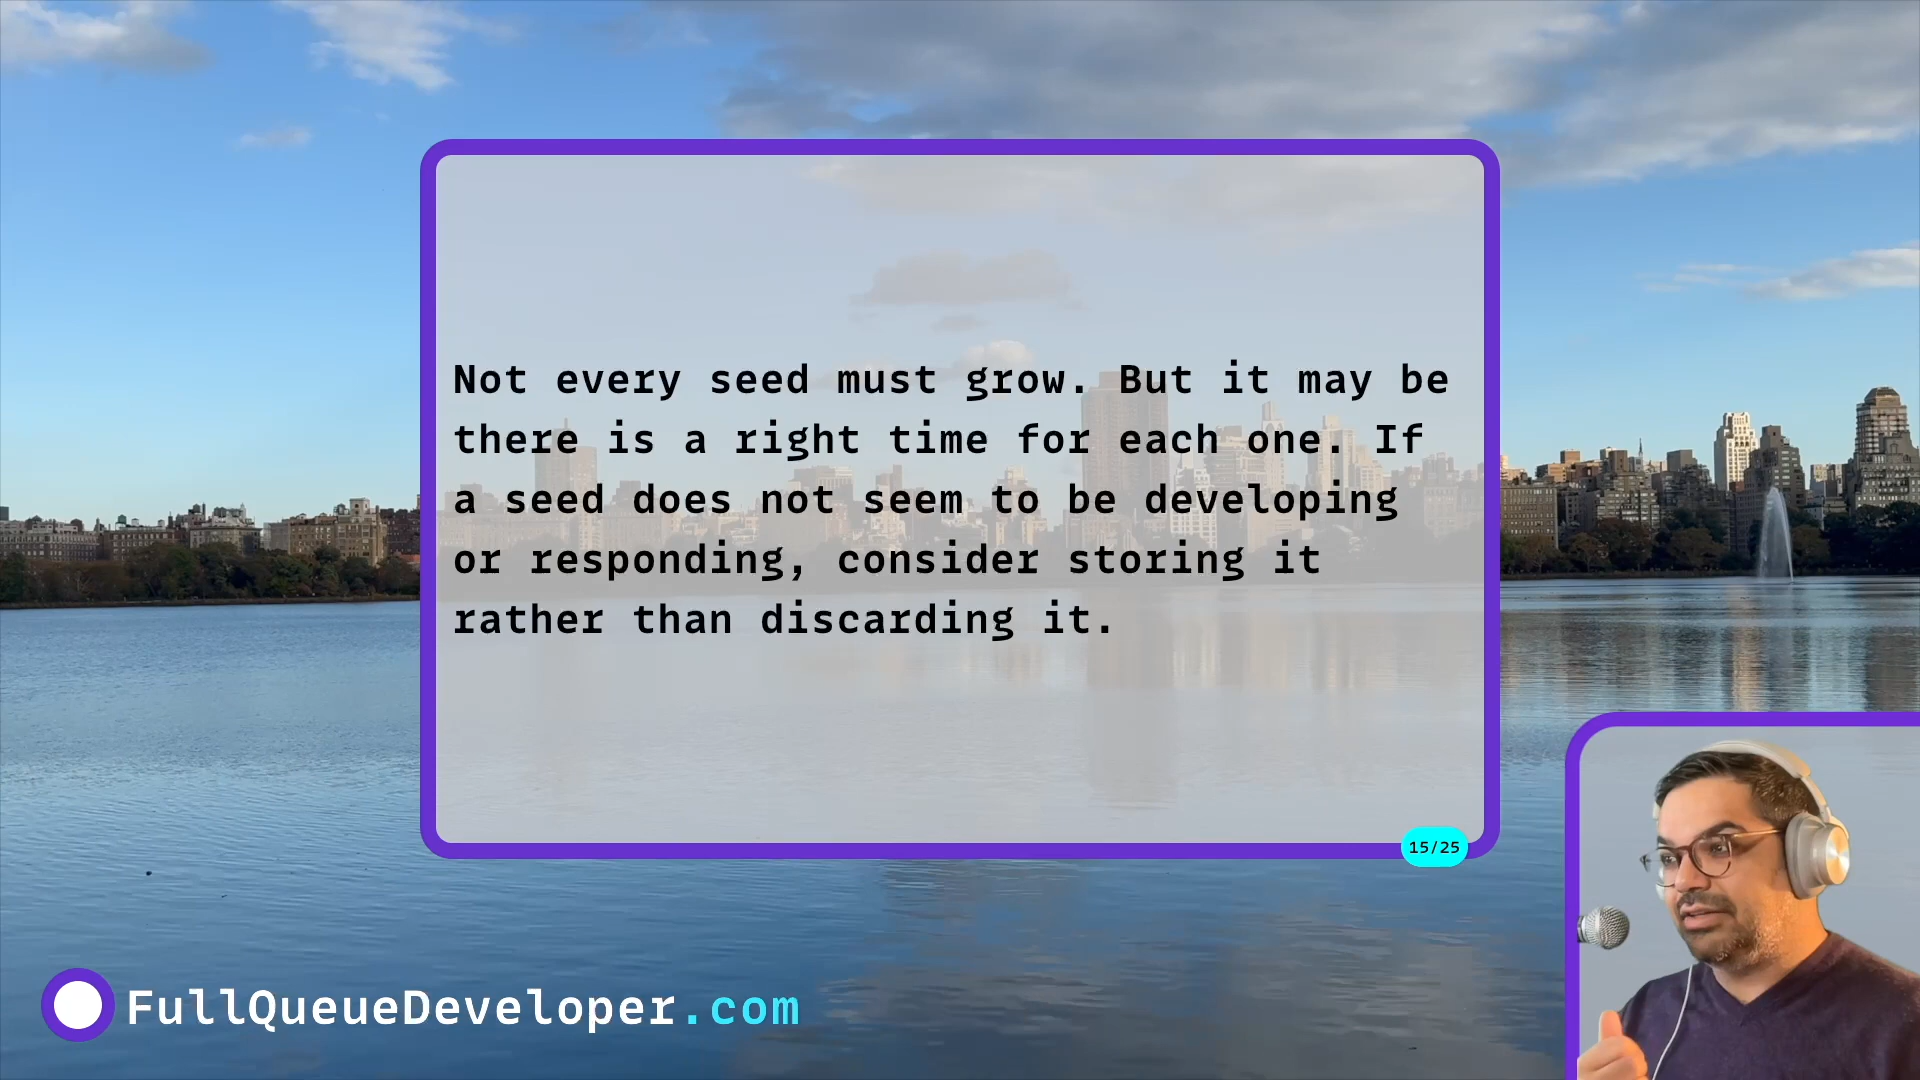 Not every seed must grow. But it may be
there is a right time for each one. If
a seed does not seem to be developing
or responding, consider storing it
rather than discarding it.
15/25
FullQueueDeveloper.com